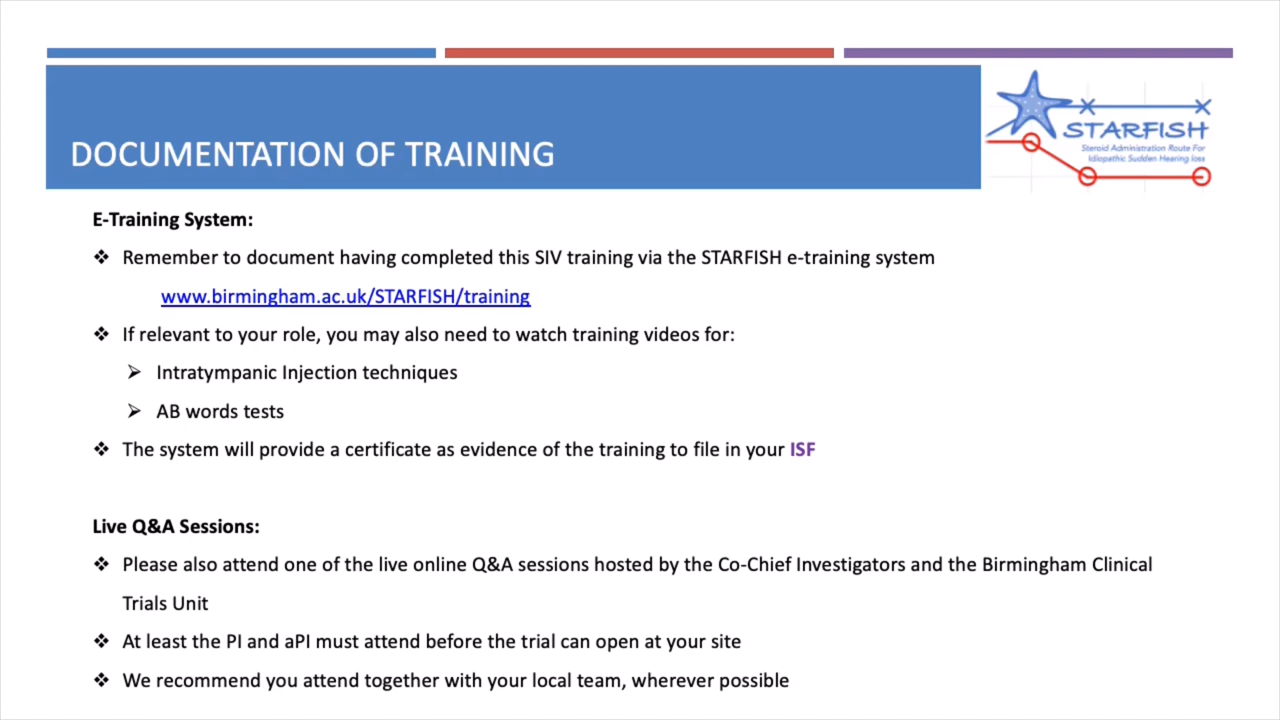 DOCUMENTATION OF TRAINING
STARFISH
Steroid Administration Route For
Idiopathic Sudden Hearing loss
E-Training System:
❖ Remember to document having completed this SIV training via the STARFISH e-training system
www.birmingham.ac.uk/STARFISH/training
❖ If relevant to your role, you may also need to watch training videos for:
➢ Intratympanic Injection techniques
➢ AB words tests
❖ The system will provide a certificate as evidence of the training to file in your ISF
Live Q&A Sessions:
❖ Please also attend one of the live online Q&A sessions hosted by the Co-Chief Investigators and the Birmingham Clinical
Trials Unit
❖ At least the PI and aPI must attend before the trial can open at your site
❖ We recommend you attend together with your local team, wherever possible